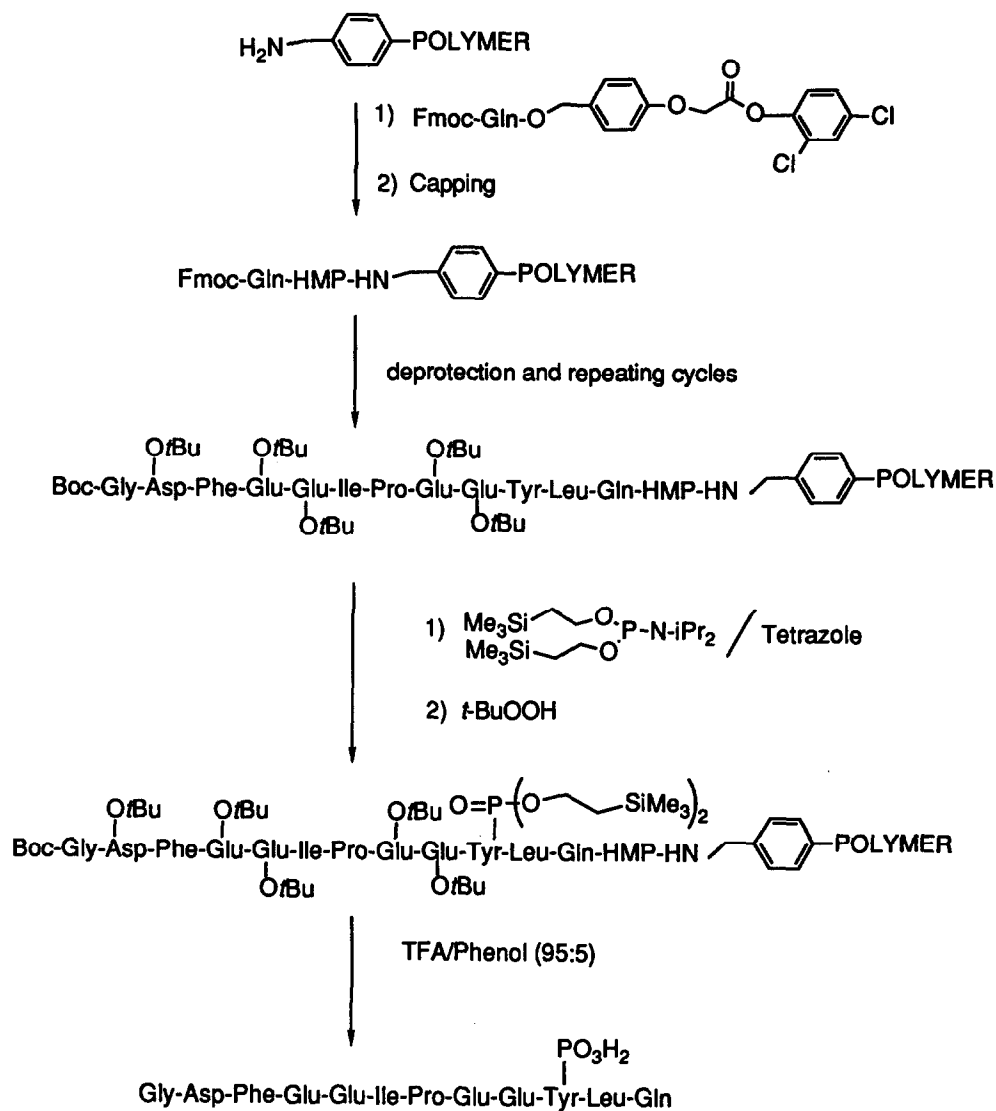 H2N POLYMER
1) Fmoc-Gln-O O O O Cl Cl
2) Capping
Fmoc-Gln-HMP-HN POLYMER
deprotection and repeating cycles
OtBu OtBu OtBu
Boc-Gly-Asp-Phe-Glu-Glu-Ile-Pro-Glu-Glu-Tyr-Leu-Gln-HMP-HN POLYMER
OtBu OtBu
1) Me3Si O P-N-iPr2 / Tetrazole
Me3Si O
2) t-BuOOH
OtBu OtBu OtBu O=P-(O SiMe3)2
Boc-Gly-Asp-Phe-Glu-Glu-Ile-Pro-Glu-Glu-Tyr-Leu-Gln-HMP-HN POLYMER
OtBu OtBu
TFA/Phenol (95:5)
PO3H2
Gly-Asp-Phe-Glu-Glu-Ile-Pro-Glu-Glu-Tyr-Leu-Gln